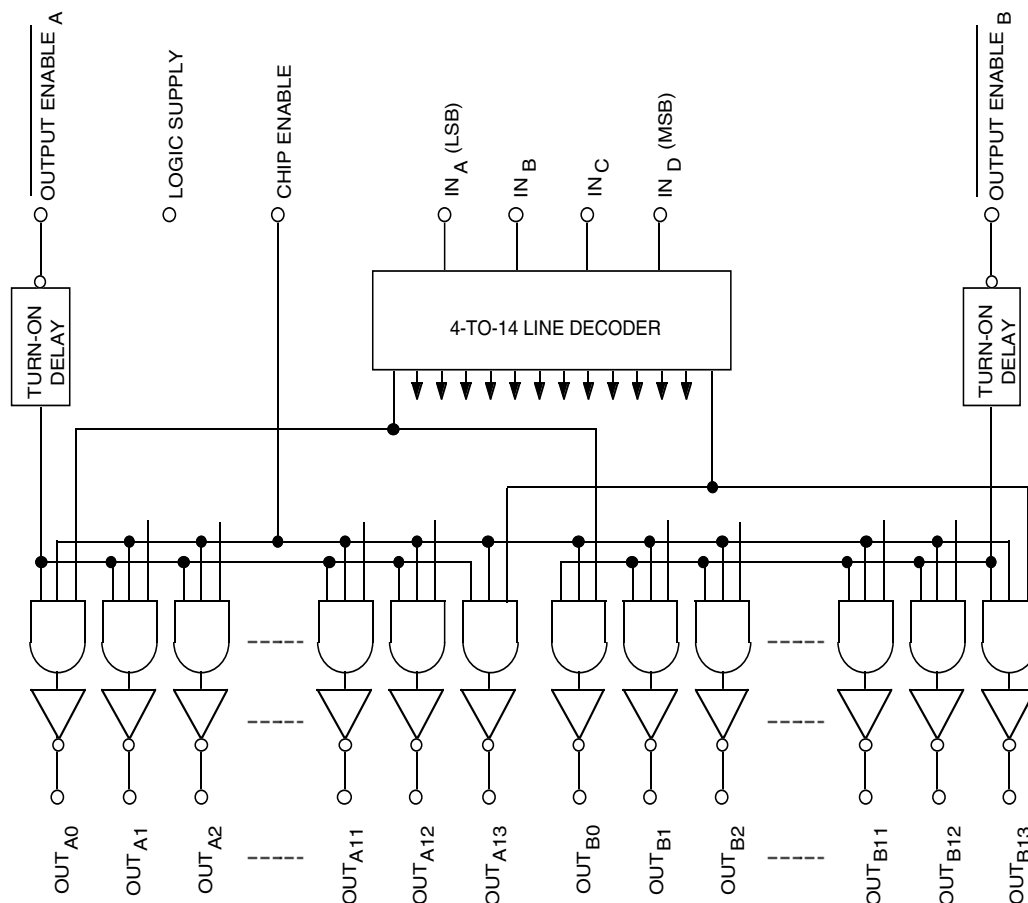 OUTPUT ENABLE A
LOGIC SUPPLY
CHIP ENABLE
IN A (LSB)
IN B
IN C
IN D (MSB)
OUTPUT ENABLE B
TURN-ON
DELAY
4-TO-14 LINE DECODER
TURN-ON
DELAY
OUT A0
OUT A1
OUT A2
OUT A11
OUT A12
OUT A13
OUT B0
OUT B1
OUT B2
OUT B11
OUT B12
OUT B13